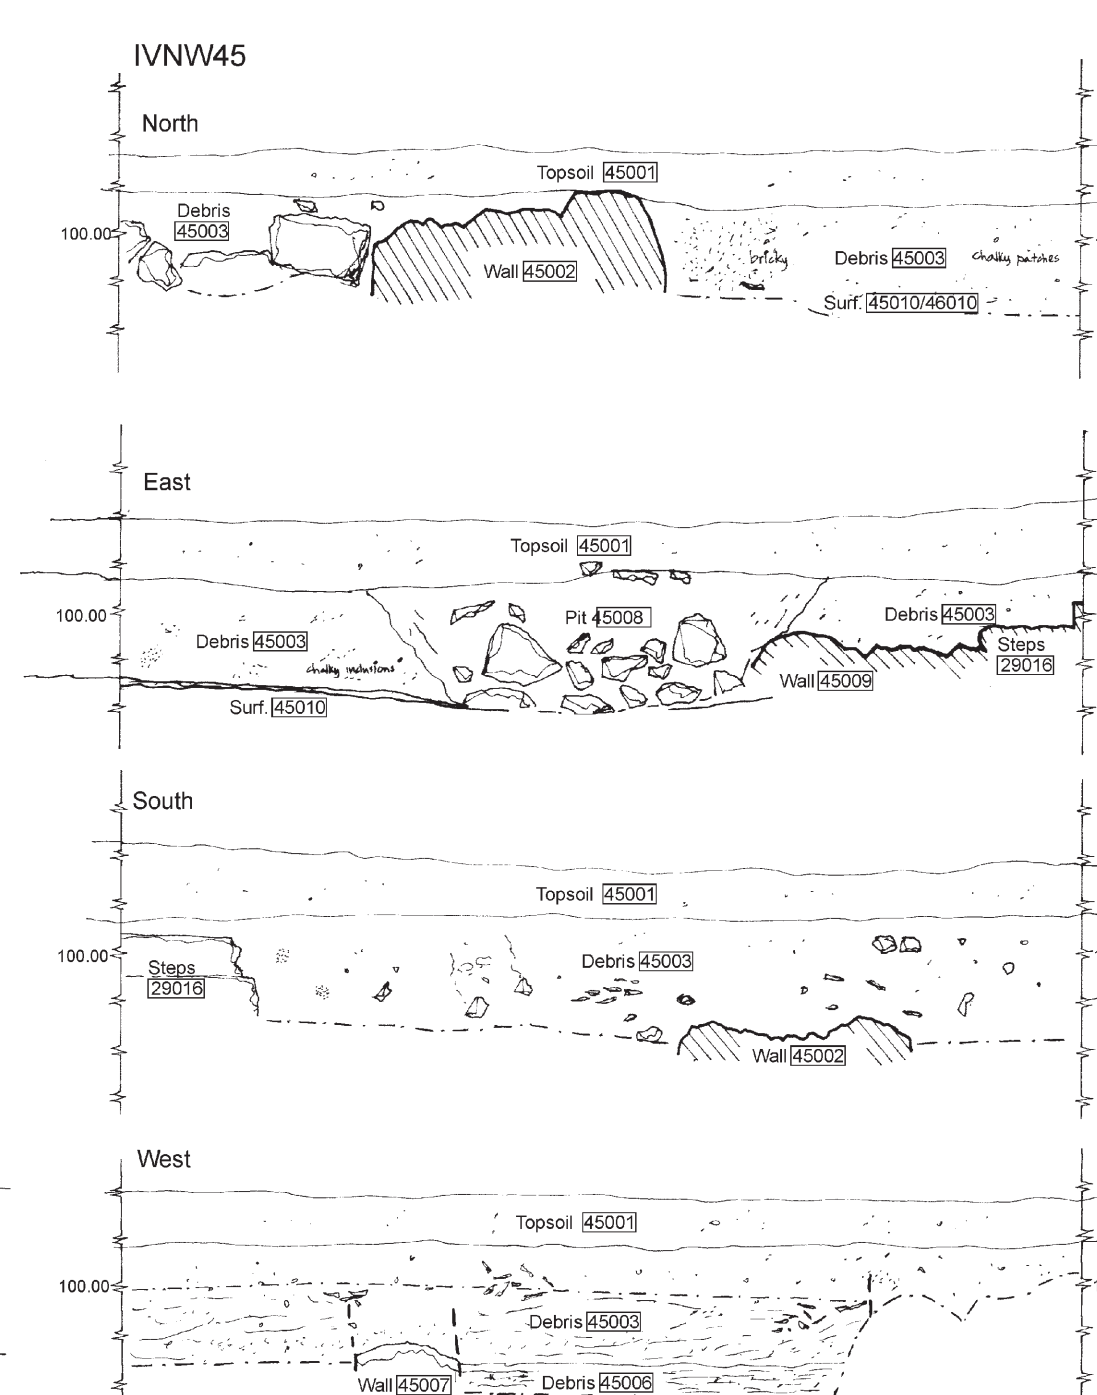 IVNW45
North
Topsoil 45001
Debris
45003
100.00
Wall 45002
bricky
Debris 45003
chalky patches
Surf. 45010/46010
East
Topsoil 45001
100.00
Pit 45008
Debris 45003
Debris 45003
chalky inclusions
Steps
29016
Wall 45009
Surf. 45010
South
Topsoil 45001
100.00
Debris 45003
Steps
29016
Wall 45002
West
Topsoil 45001
100.00
Debris 45003
Wall 45007
Debris 45006